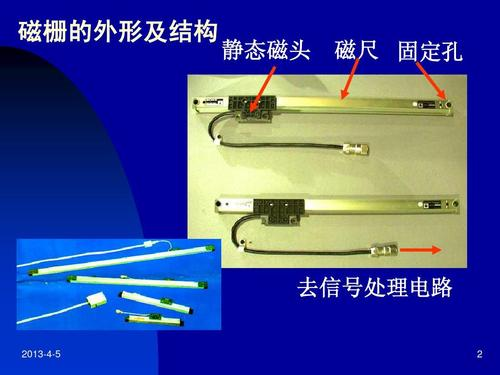 磁栅的外形及结构
静态磁头 磁尺 固定孔
去信号处理电路
2013-4-5
2